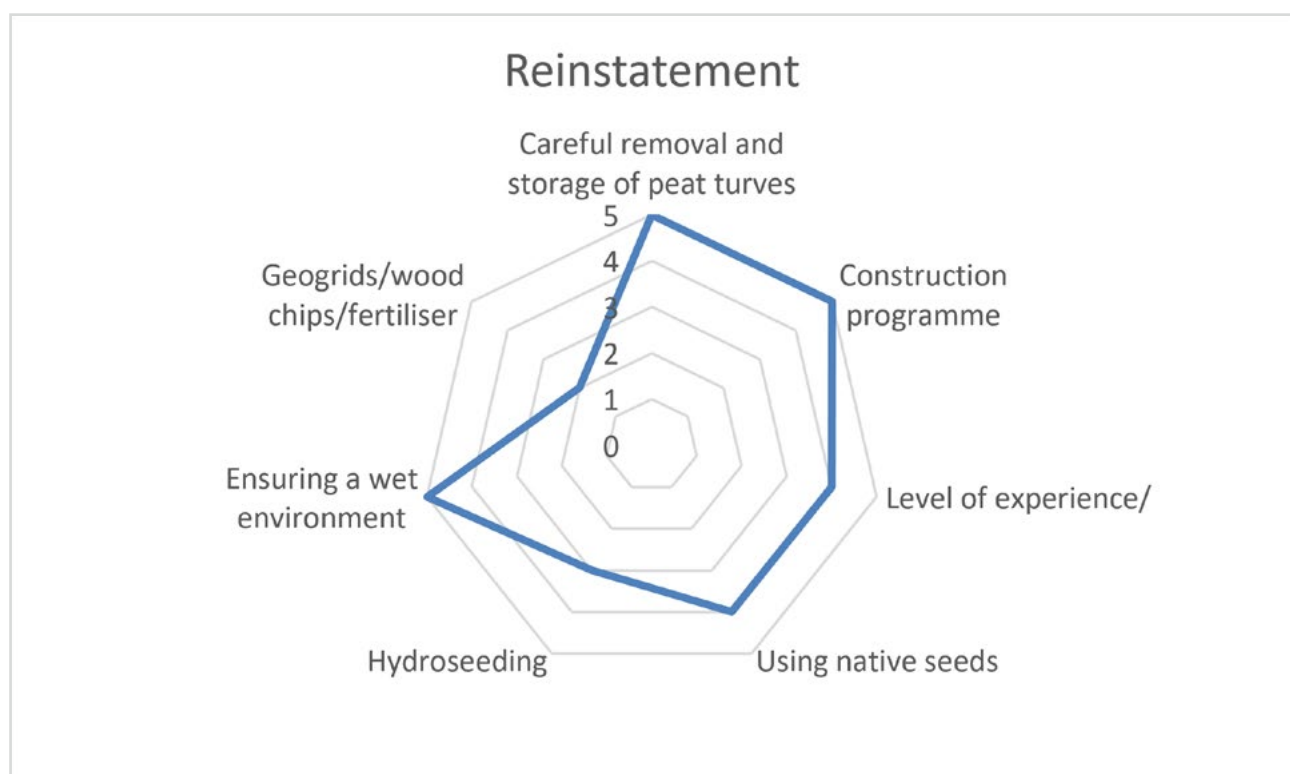 Reinstatement
Careful removal and
storage of peat turves
5
4
3
2
1
0
Construction
programme
Level of experience/
Using native seeds
Hydroseeding
Ensuring a wet
environment
Geogrids/wood
chips/fertiliser